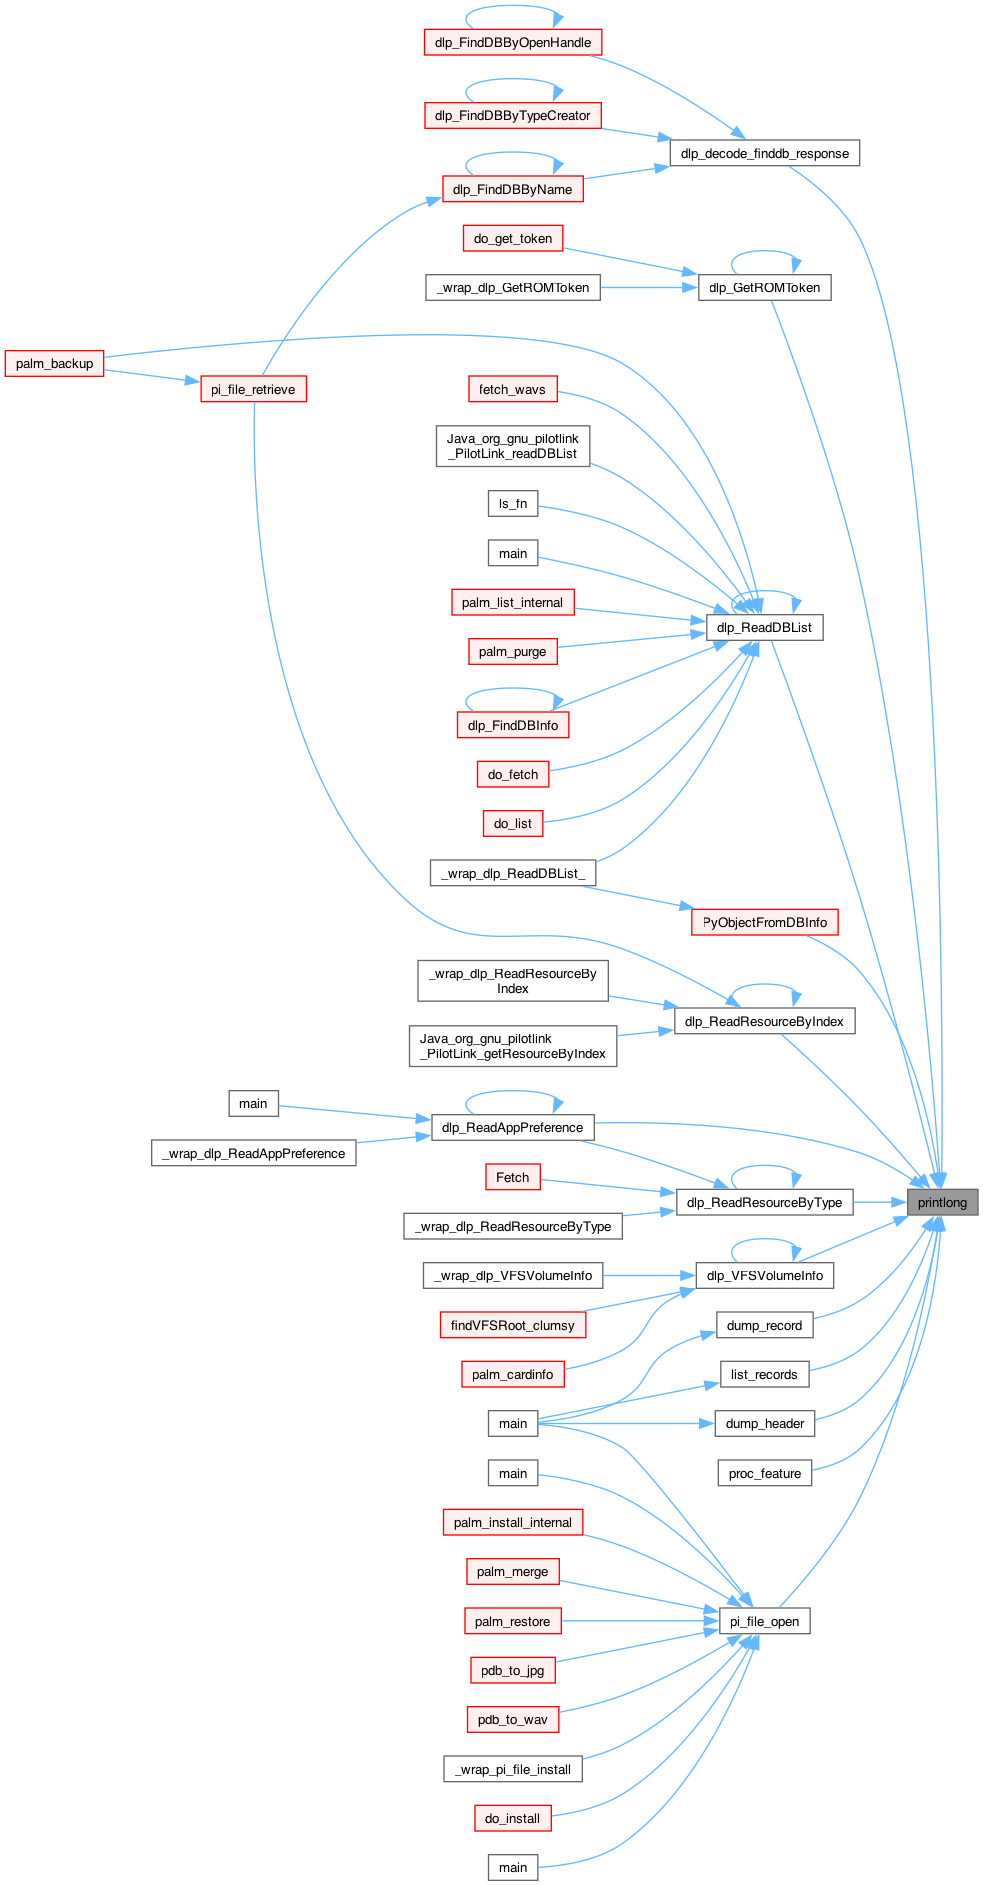 dlp_FindDBByOpenHandle
dlp_FindDBByTypeCreator
dlp_decode_finddb_response
dlp_FindDBByName
do_get_token
_wrap_dlp_GetROMToken
dlp_GetROMToken
palm_backup
pi_file_retrieve
fetch_wavs
Java_org_gnu_pilotlink
_PilotLink_readDBList
ls_fn
main
palm_list_internal
dlp_ReadDBList
palm_purge
dlp_FindDBInfo
do_fetch
do_list
_wrap_dlp_ReadDBList_
PyObjectFromDBInfo
_wrap_dlp_ReadResourceBy
Index
dlp_ReadResourceByIndex
Java_org_gnu_pilotlink
_PilotLink_getResourceByIndex
main
dlp_ReadAppPreference
_wrap_dlp_ReadAppPreference
Fetch
dlp_ReadResourceByType
printlong
_wrap_dlp_ReadResourceByType
_wrap_dlp_VFSVolumeInfo
dlp_VFSVolumeInfo
findVFSRoot_clumsy
dump_record
palm_cardinfo
list_records
main
dump_header
main
proc_feature
palm_install_internal
palm_merge
palm_restore
pi_file_open
pdb_to_jpg
pdb_to_wav
_wrap_pi_file_install
do_install
main